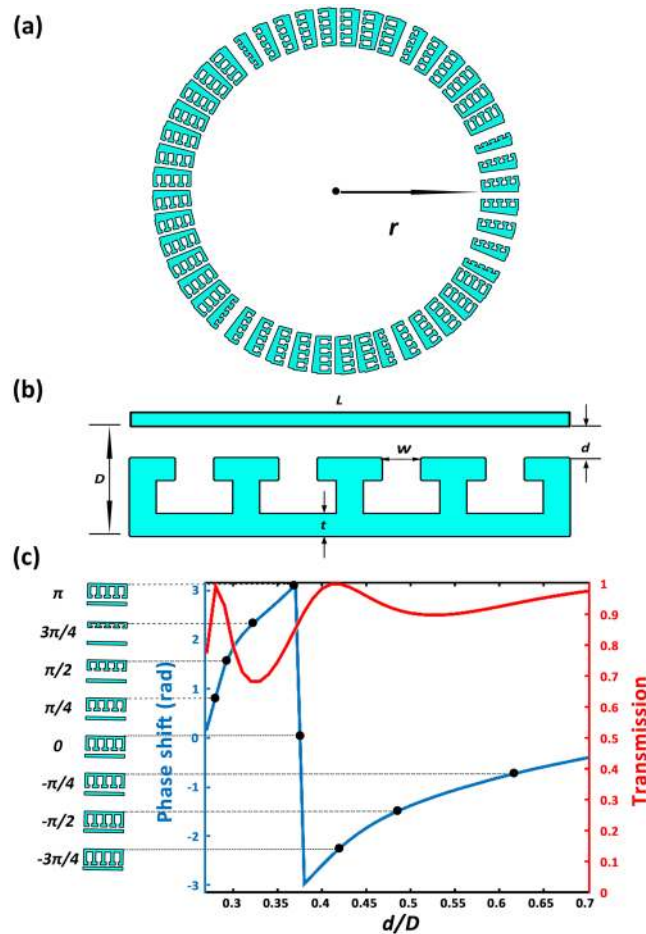 (a)
r
(b)
L
D
w
d
t
(c)
π
3π/4
π/2
π/4
0
-π/4
-π/2
-3π/4
Phase shift (rad)
3
2
1
0
-1
-2
-3
0.3
0.35
0.4
0.45
0.5
0.55
0.6
0.65
0.7
d/D
1
0.9
0.8
0.7
0.6
0.5
0.4
0.3
0.2
0.1
0
Transmission